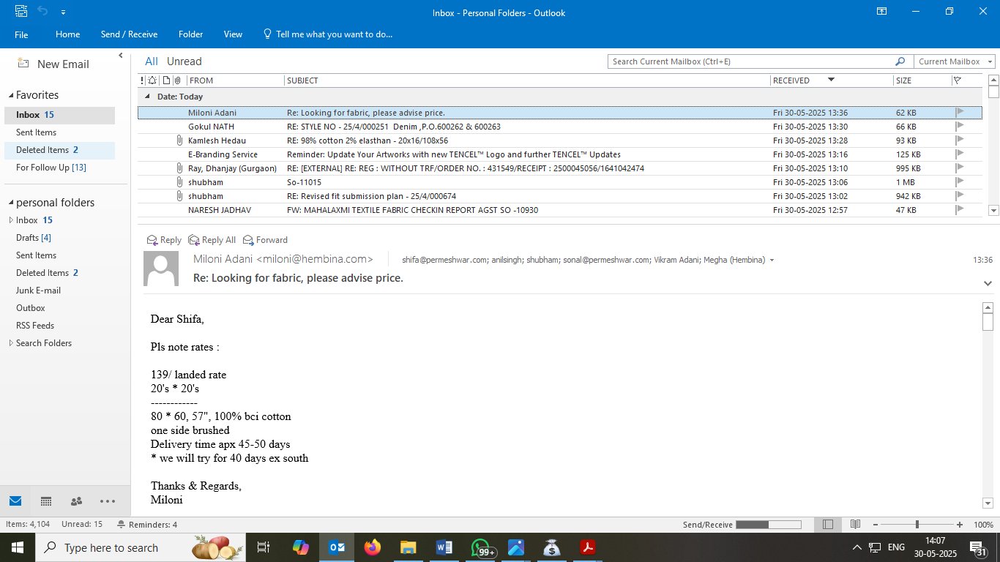 Inbox - Personal Folders - Outlook
File Home Send / Receive Folder View Tell me what you want to do...
New Email
Favorites
Inbox 15
Sent Items
Deleted Items 2
For Follow Up [13]
personal folders
Inbox 15
Drafts [4]
Sent Items
Deleted Items 2
Junk E-mail
Outbox
RSS Feeds
Search Folders
All Unread
Search Current Mailbox (Ctrl+E) Current Mailbox
! FROM SUBJECT RECEIVED SIZE
Date: Today
Miloni Adani Re: Looking for fabric, please advise price. Fri 30-05-2025 13:36 62 KB
Gokul NATH RE: STYLE NO - 25/4/000251 Denim ,P.O.600262 & 600263 Fri 30-05-2025 13:30 66 KB
Kamlesh Hedau RE: 98% cotton 2% elasthan - 20x16/108x56 Fri 30-05-2025 13:28 93 KB
E-Branding Service Reminder: Update Your Artworks with new TENCEL™ Logo and further TENCEL™ Updates Fri 30-05-2025 13:16 125 KB
Ray, Dhanjay (Gurgaon) RE: [EXTERNAL] RE: REG : WITHOUT TRF/ORDER NO. : 431549/RECEIPT : 2500045056/1641042474 Fri 30-05-2025 13:10 995 KB
shubham So-11015 Fri 30-05-2025 13:06 1 MB
shubham RE: Revised fit submission plan - 25/4/000674 Fri 30-05-2025 13:02 942 KB
NARESH JADHAV FW: MAHALAXMI TEXTILE FABRIC CHECKIN REPORT AGST SO -10930 Fri 30-05-2025 12:57 47 KB
Reply Reply All Forward
Miloni Adani <miloni@hembina.com> shifa@permeshwar.com; anilsingh; shubham; sonal@permeshwar.com; Vikram Adani; Megha (Hembina) 13:36
Re: Looking for fabric, please advise price.
Dear Shifa,
Pls note rates :
139/ landed rate
20's * 20's
------------
80 * 60, 57", 100% bci cotton
one side brushed
Delivery time apx 45-50 days
* we will try for 40 days ex south
Thanks & Regards,
Miloni
Items: 4,104 Unread: 15 Reminders: 4 Send/Receive 100%
Type here to search 99+ ENG 14:07
30-05-2025 31